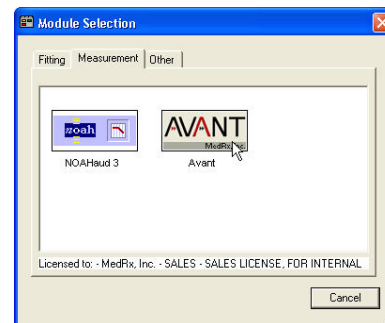 Module Selection
Fitting Measurement Other
noah AVANT
MedRx, Inc.
NOAHaud 3 Avant
Licensed to: - MedRx, Inc. - SALES - SALES LICENSE, FOR INTERNAL
Cancel